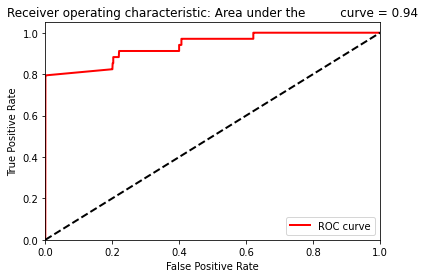 Receiver operating characteristic: Area under the curve = 0.94
1.0
0.8
0.6
0.4
0.2
0.0
True Positive Rate
ROC curve
0.0 0.2 0.4 0.6 0.8 1.0
False Positive Rate